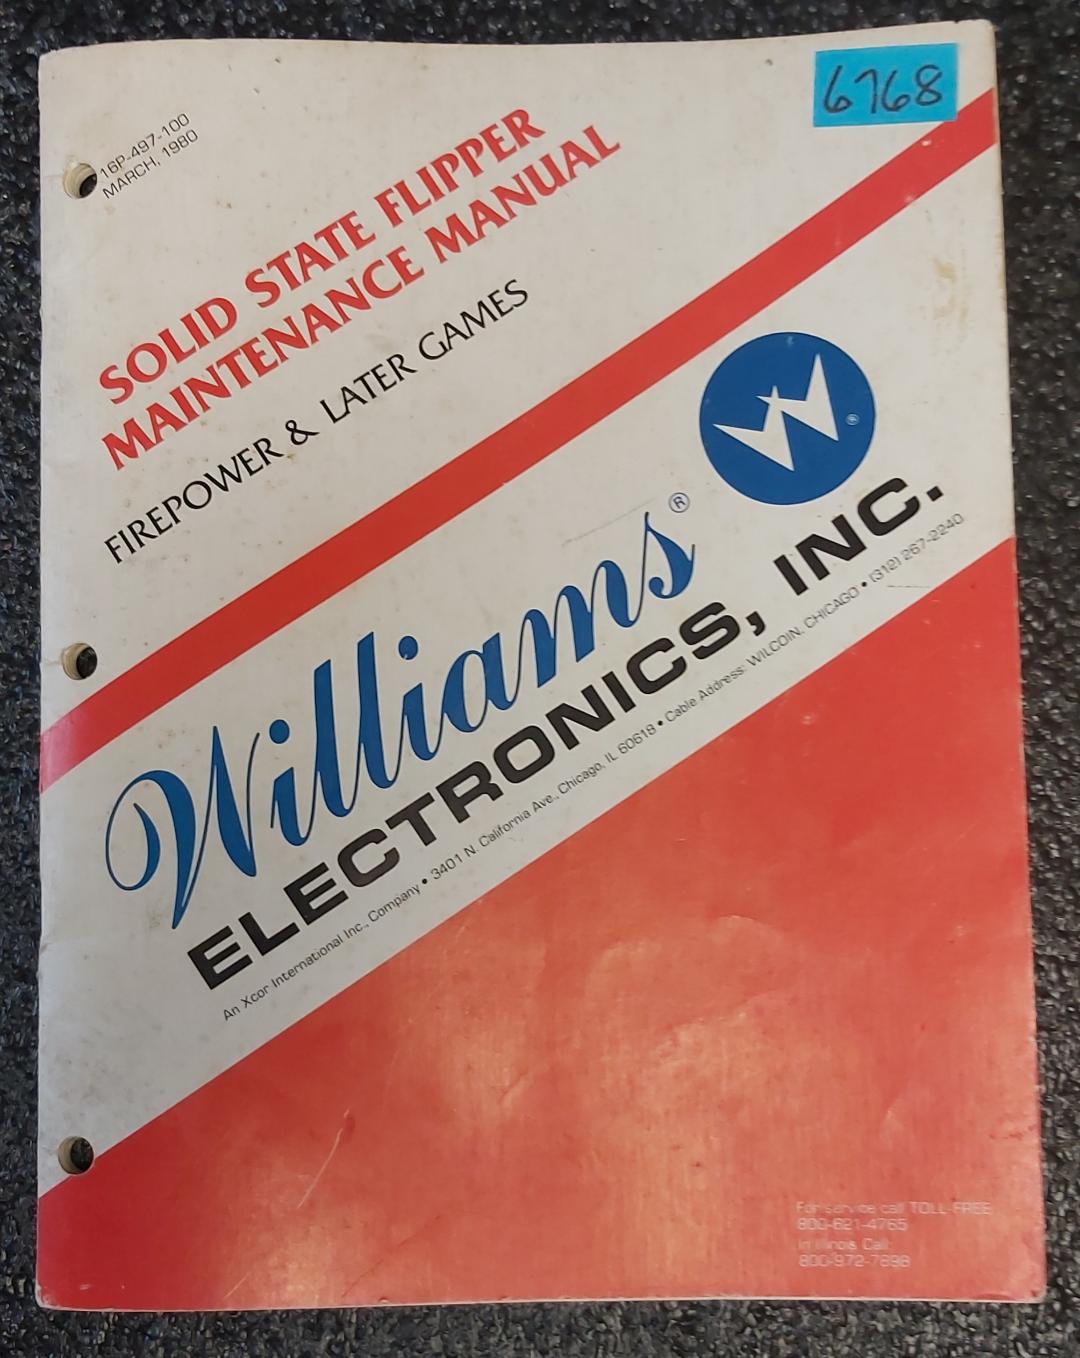 6768
16P-497-100
MARCH, 1980
SOLID STATE FLIPPER
MAINTENANCE MANUAL
FIREPOWER & LATER GAMES
W®
Williams®
ELECTRONICS, INC.
An Xcor International Inc., Company • 3401 N. California Ave., Chicago, IL 60618 • Cable Address: WILCOIN, CHICAGO • (312) 267-2240
For service call TOLL-FREE
800-621-4765
In Illinois Call
800-972-7898